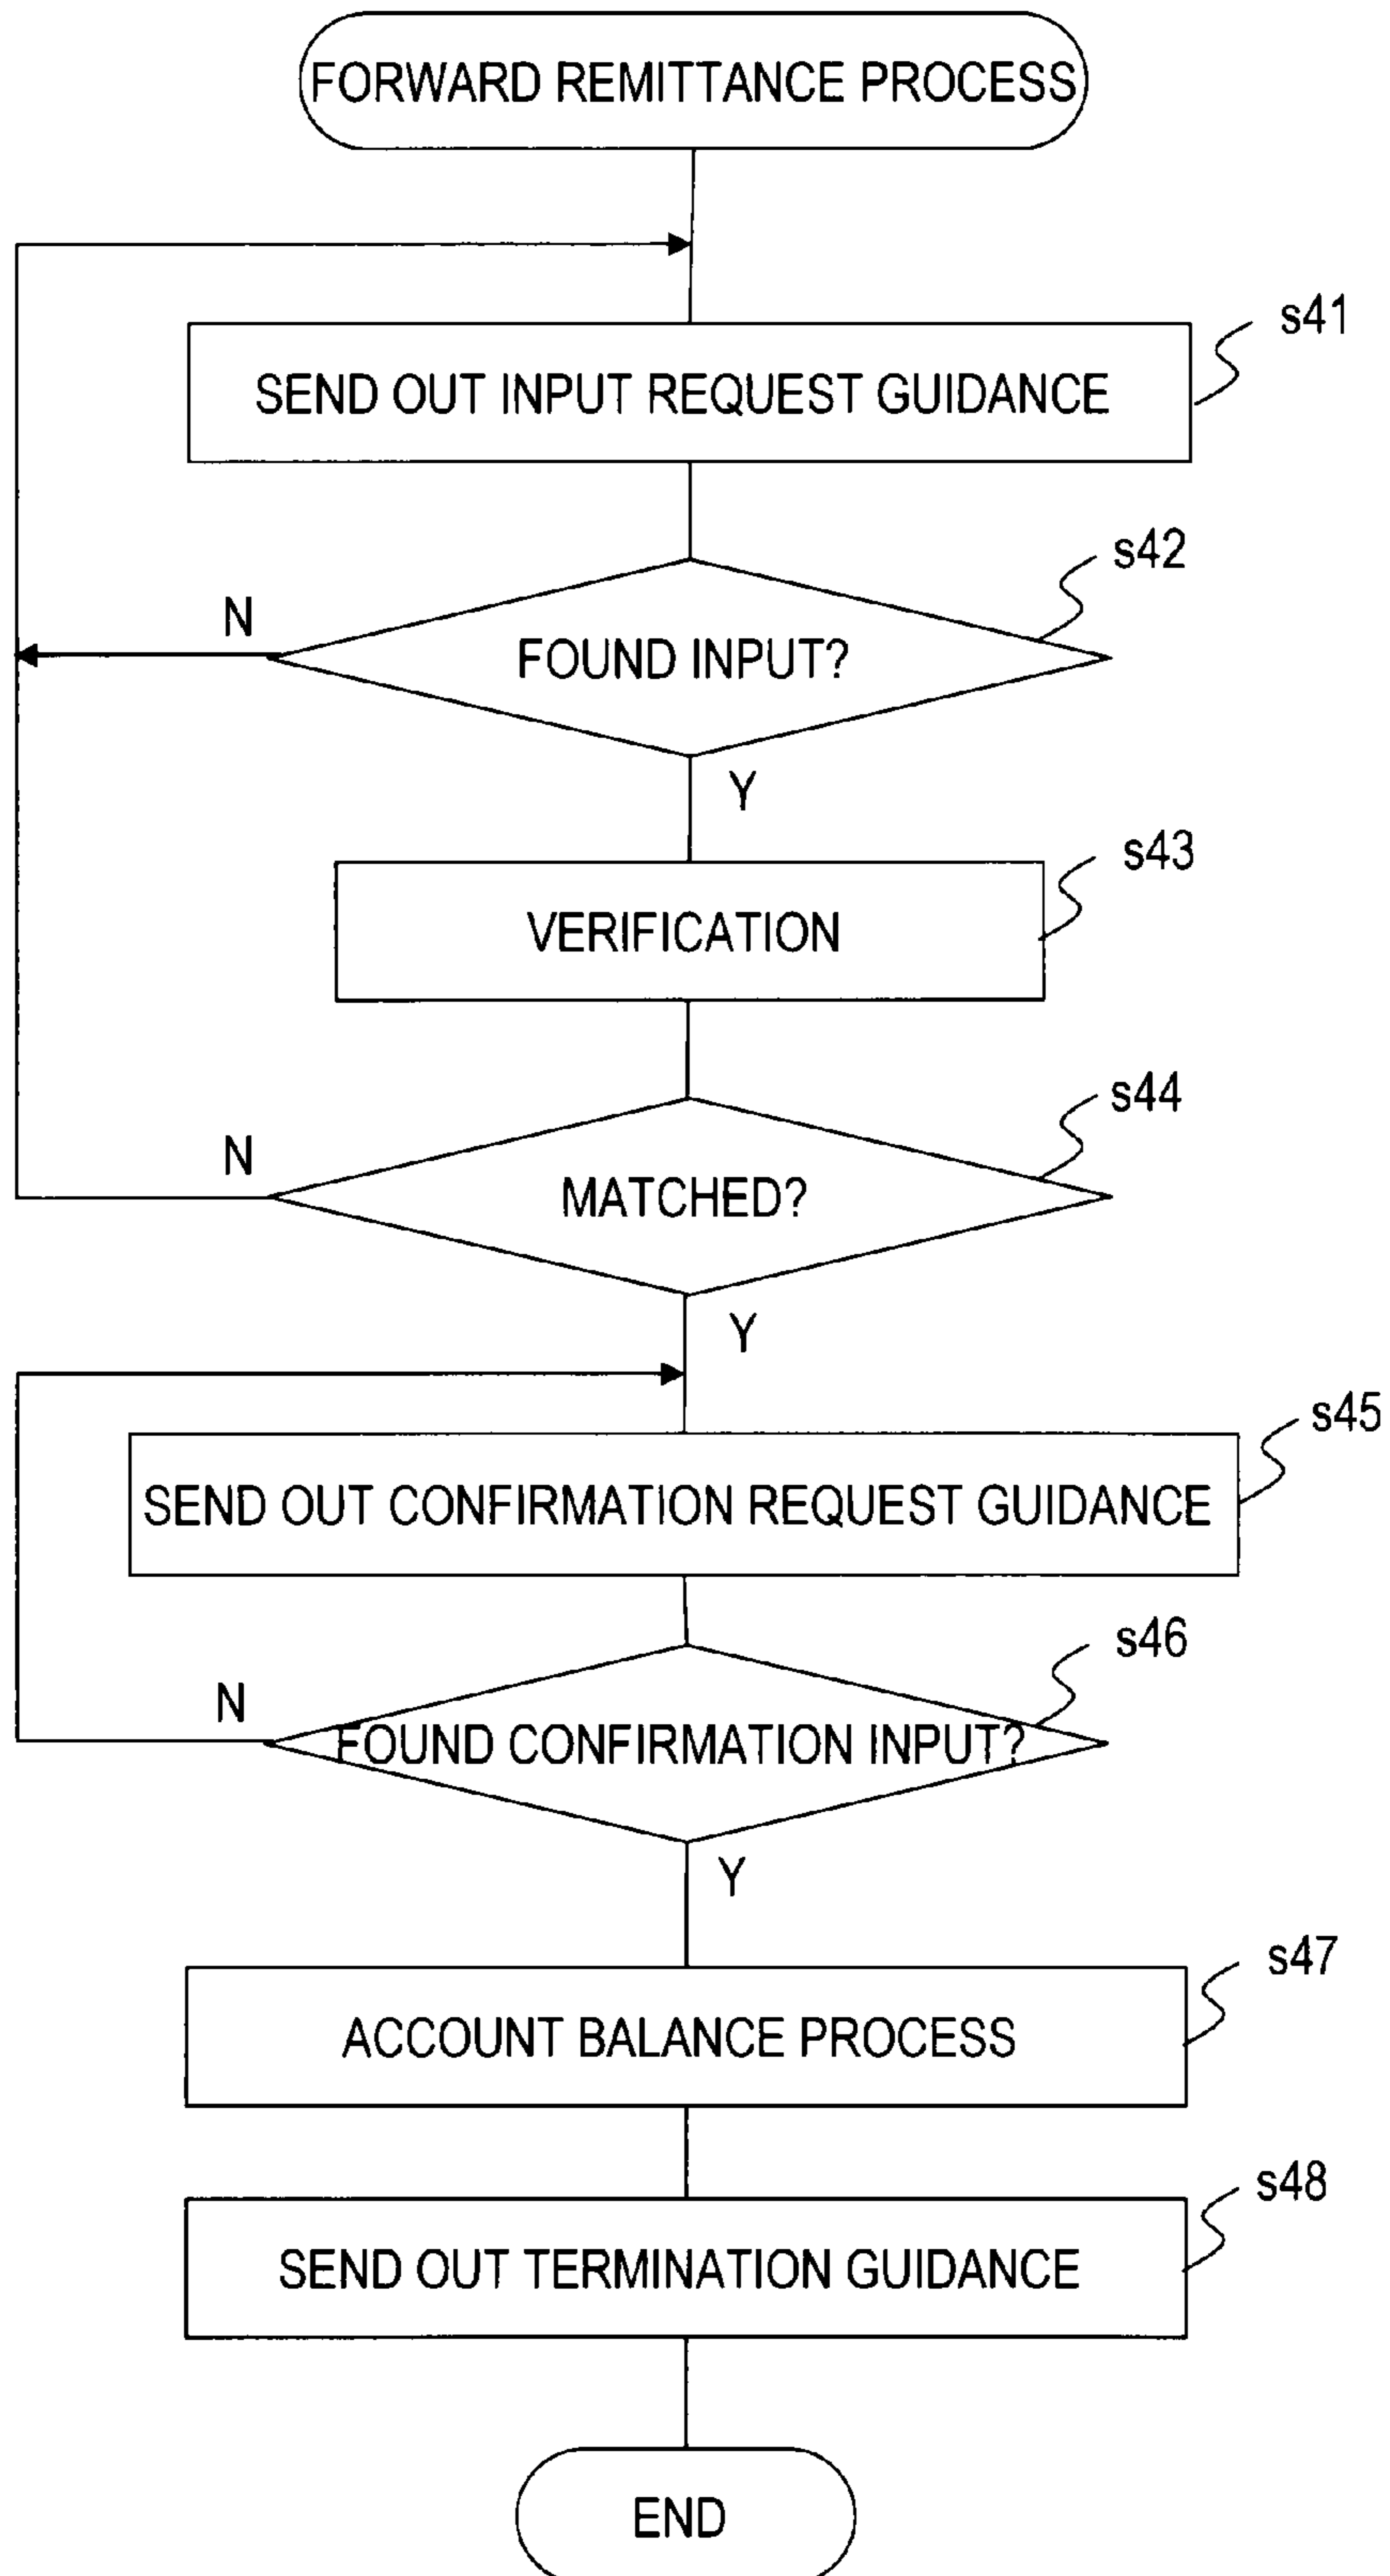 FORWARD REMITTANCE PROCESS
s41
SEND OUT INPUT REQUEST GUIDANCE
s42
N
FOUND INPUT?
Y
s43
VERIFICATION
s44
N
MATCHED?
Y
s45
SEND OUT CONFIRMATION REQUEST GUIDANCE
s46
N
FOUND CONFIRMATION INPUT?
Y
s47
ACCOUNT BALANCE PROCESS
s48
SEND OUT TERMINATION GUIDANCE
END